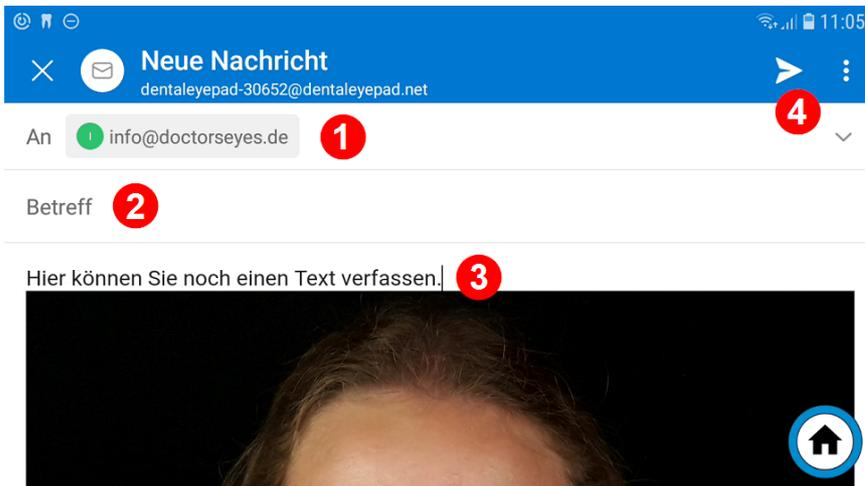 11:05
Neue Nachricht
dentaleyepad-30652@dentaleyepad.net
4
An I info@doctorseyes.de 1
Betreff 2
Hier können Sie noch einen Text verfassen. 3